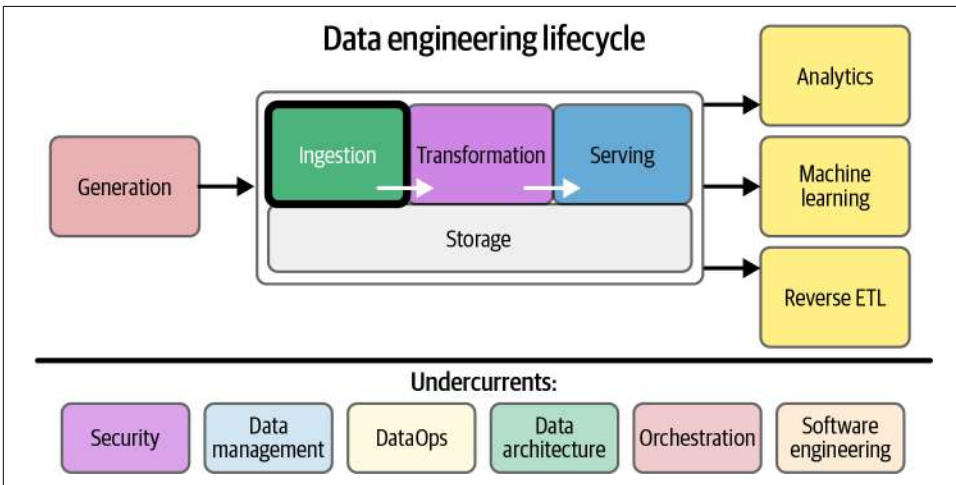 Data engineering lifecycle
Generation
Ingestion
Transformation
Serving
Storage
Analytics
Machine
learning
Reverse ETL
Undercurrents:
Security
Data
management
DataOps
Data
architecture
Orchestration
Software
engineering